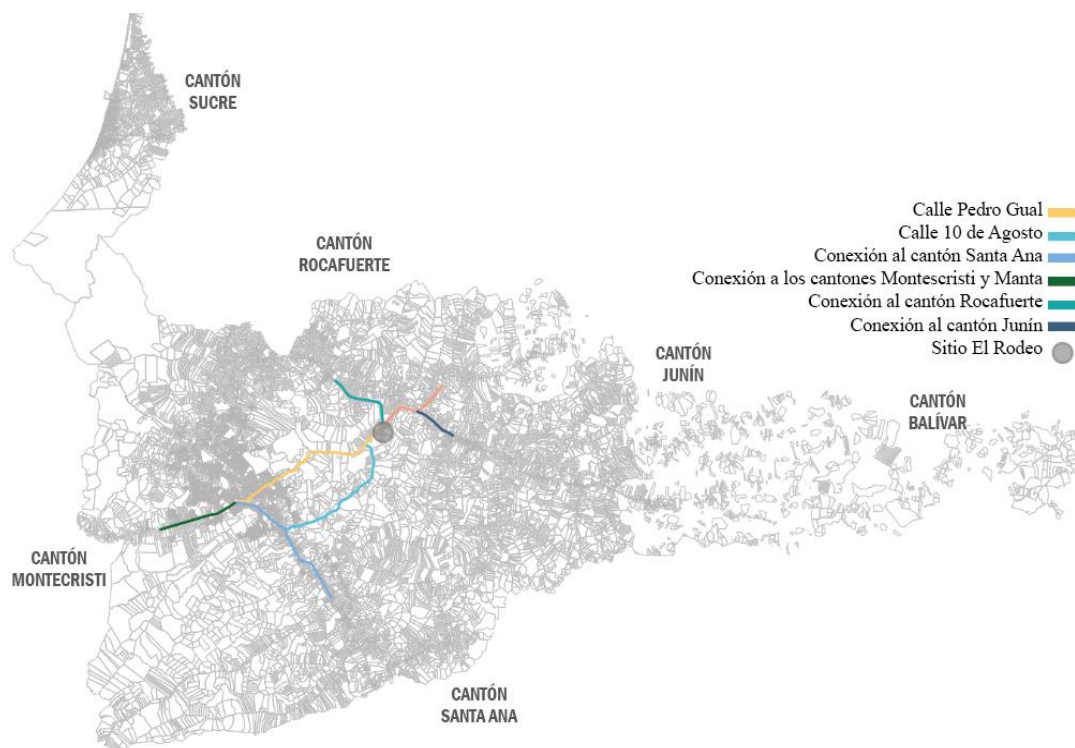 CANTÓN
SUCRE
CANTÓN
ROCAFUERTE
Calle Pedro Gual
Calle 10 de Agosto
Conexión al cantón Santa Ana
Conexión a los cantones Montescristi y Manta
Conexión al cantón Rocafuerte
Conexión al cantón Junín
Sitio El Rodeo
CANTÓN
JUNÍN
CANTÓN
BALÍVAR
CANTÓN
MONTECRISTI
CANTÓN
SANTA ANA